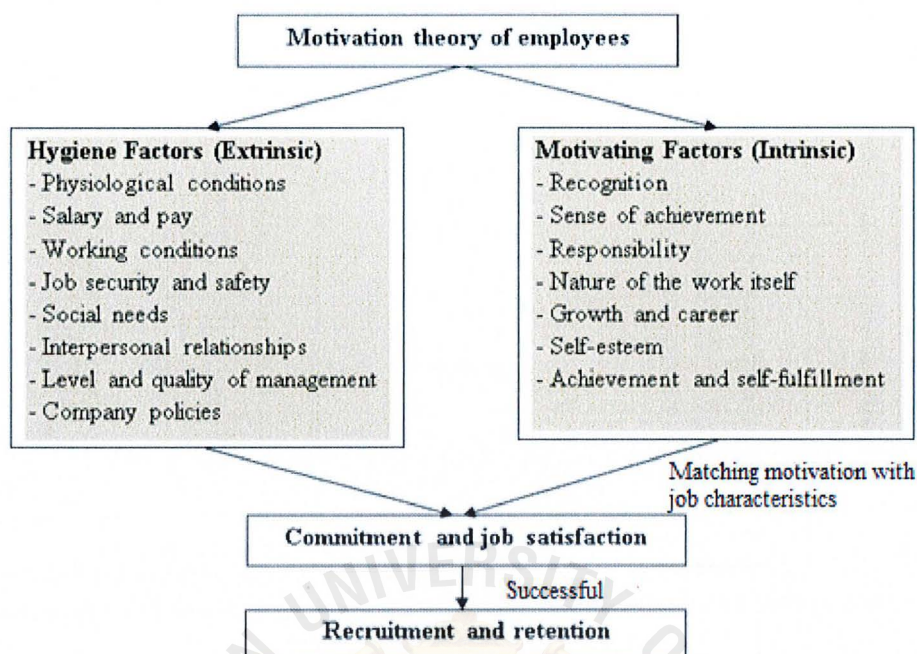 Motivation theory of employees
Hygiene Factors (Extrinsic)
- Physiological conditions
- Salary and pay
- Working conditions
- Job security and safety
- Social needs
- Interpersonal relationships
- Level and quality of management
- Company policies
Motivating Factors (Intrinsic)
- Recognition
- Sense of achievement
- Responsibility
- Nature of the work itself
- Growth and career
- Self-esteem
- Achievement and self-fulfillment
Matching motivation with
job characteristics
Commitment and job satisfaction
Successful
Recruitment and retention
UNIVERSITY